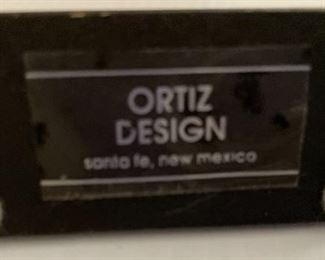 ORTIZ
DESIGN
santa fe, new mexico